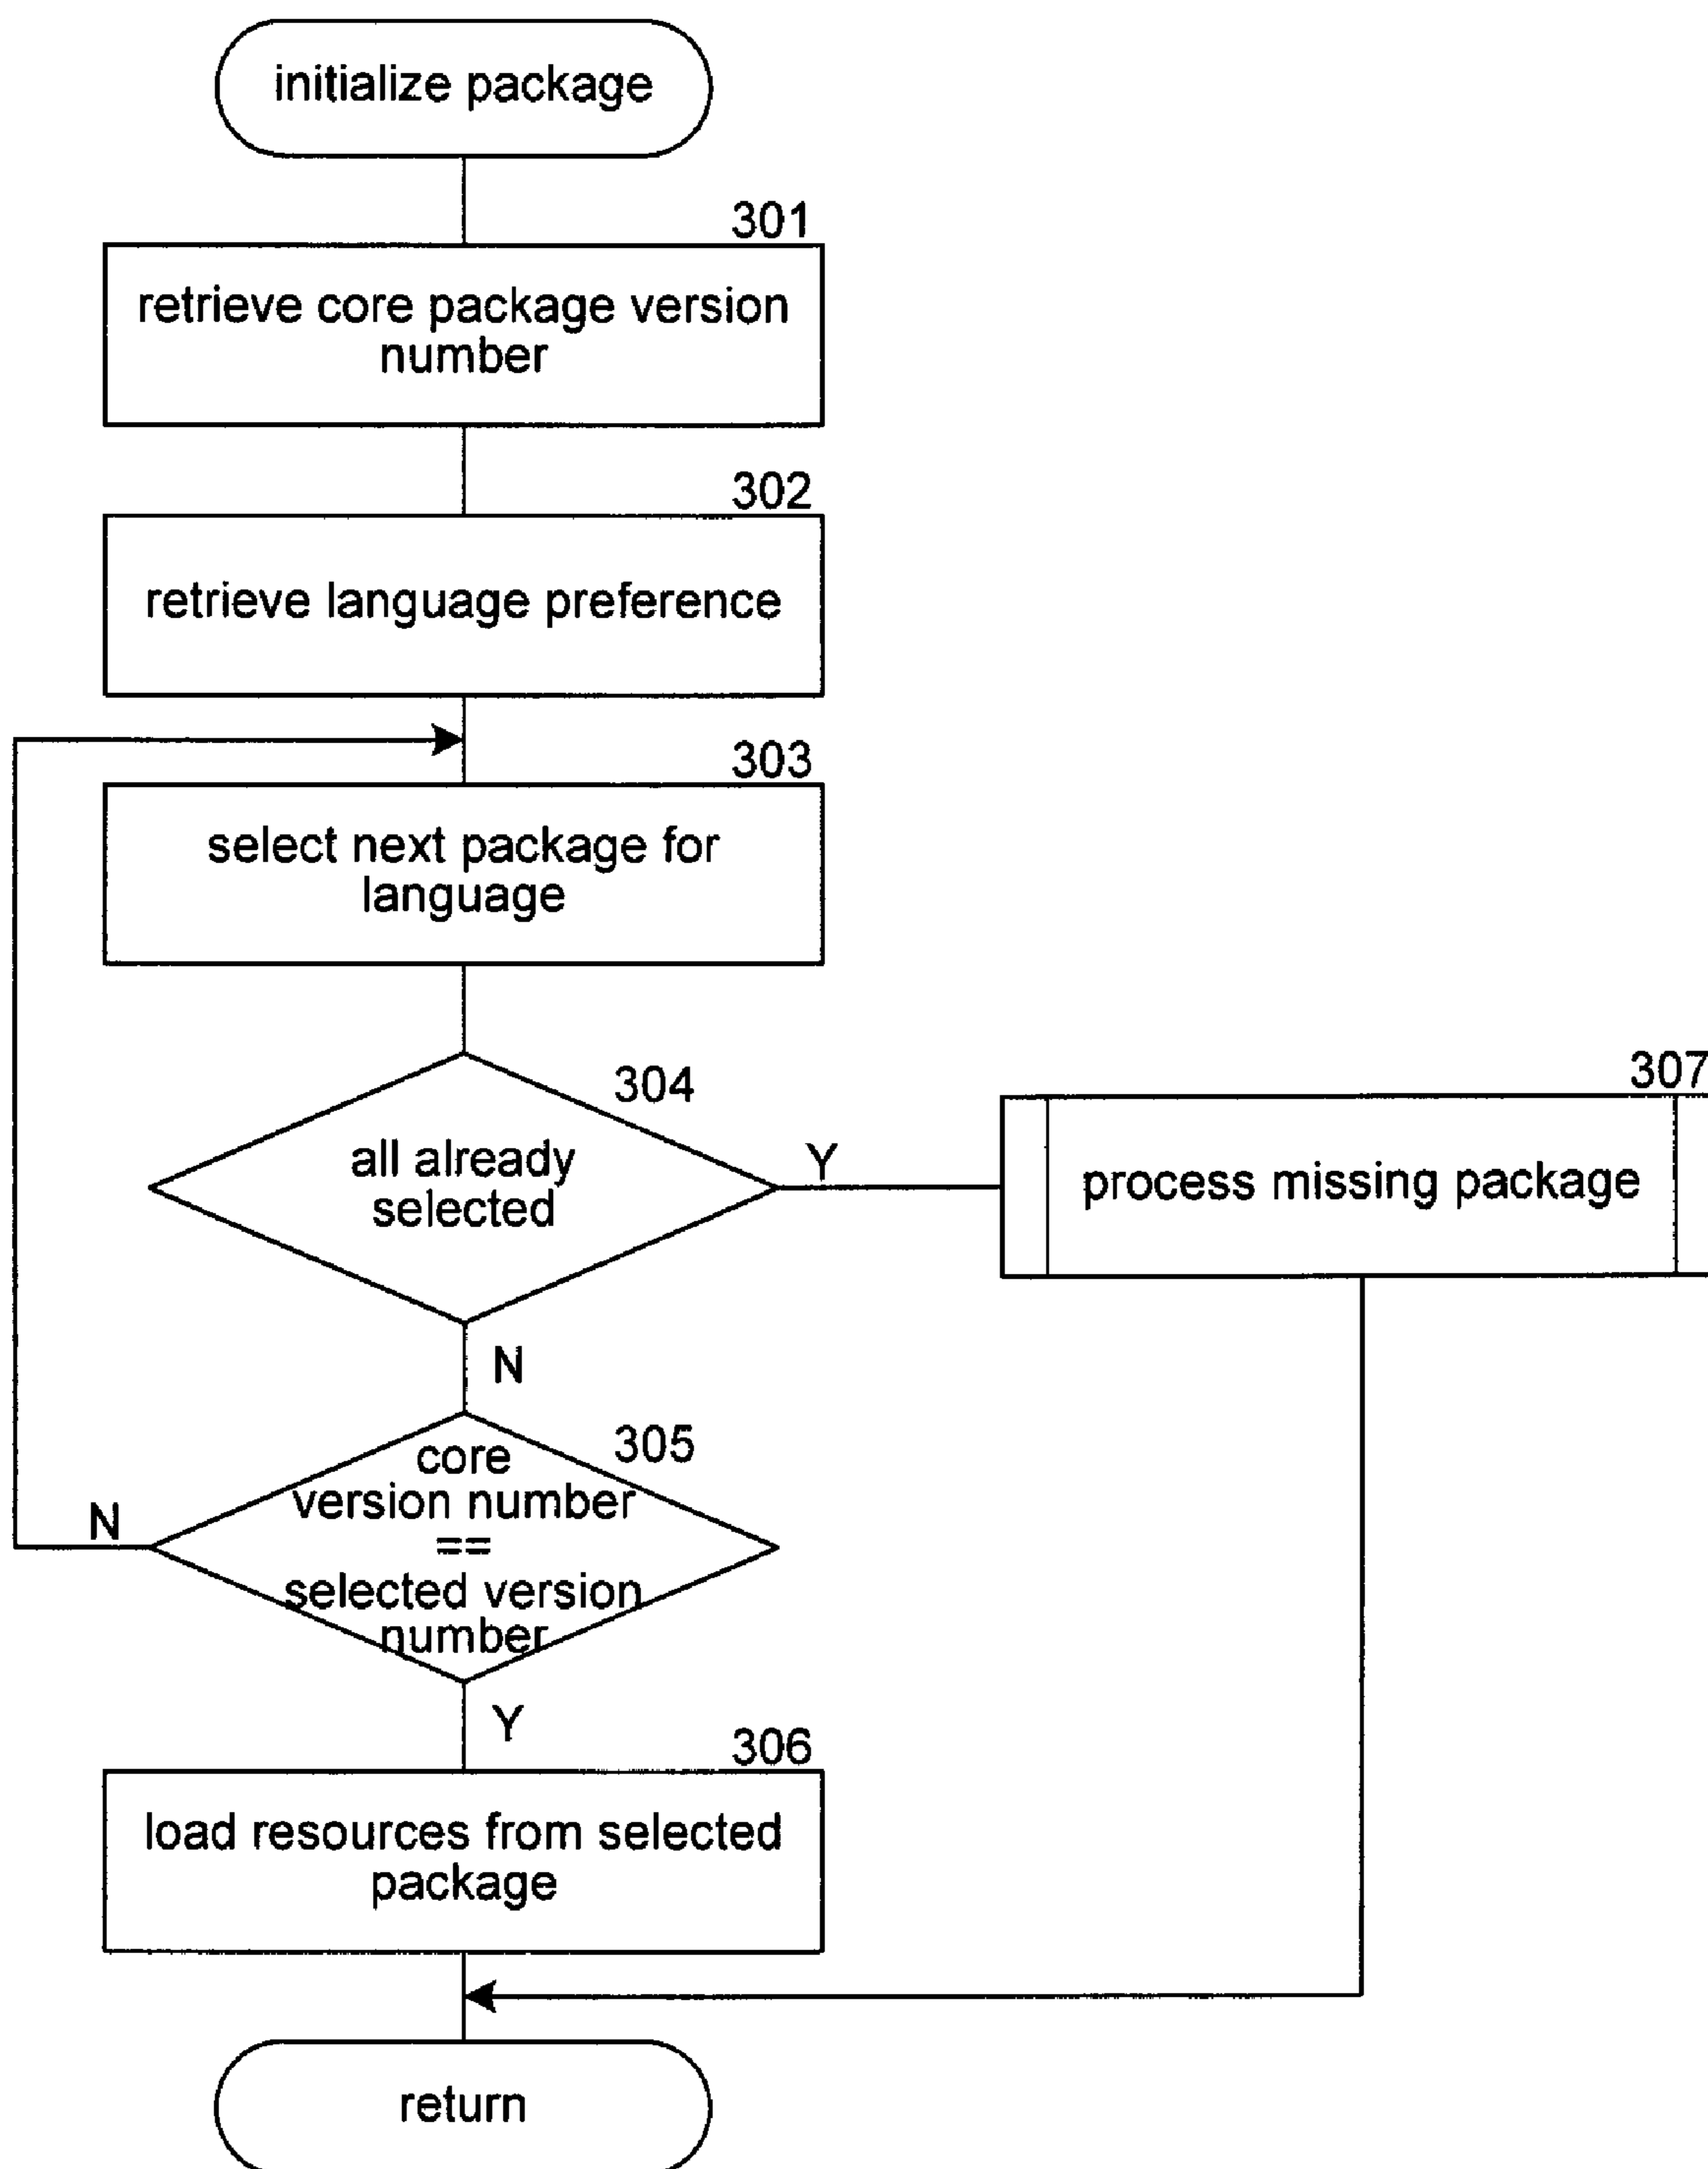 initialize package
301
retrieve core package version
number
302
retrieve language preference
303
select next package for
language
304
all already
selected
Y
307
process missing package
N
305
core
version number
==
selected version
number
N
Y
306
load resources from selected
package
return